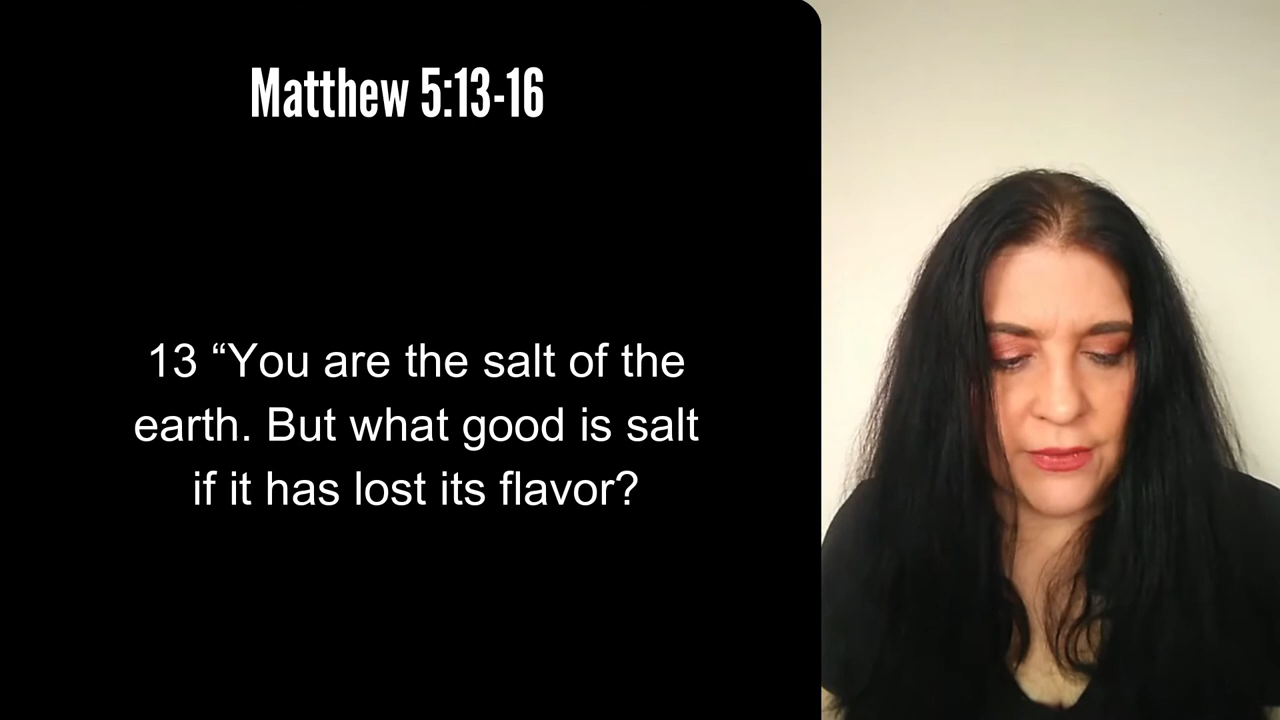 Matthew 5:13-16
13 “You are the salt of the
earth. But what good is salt
if it has lost its flavor?